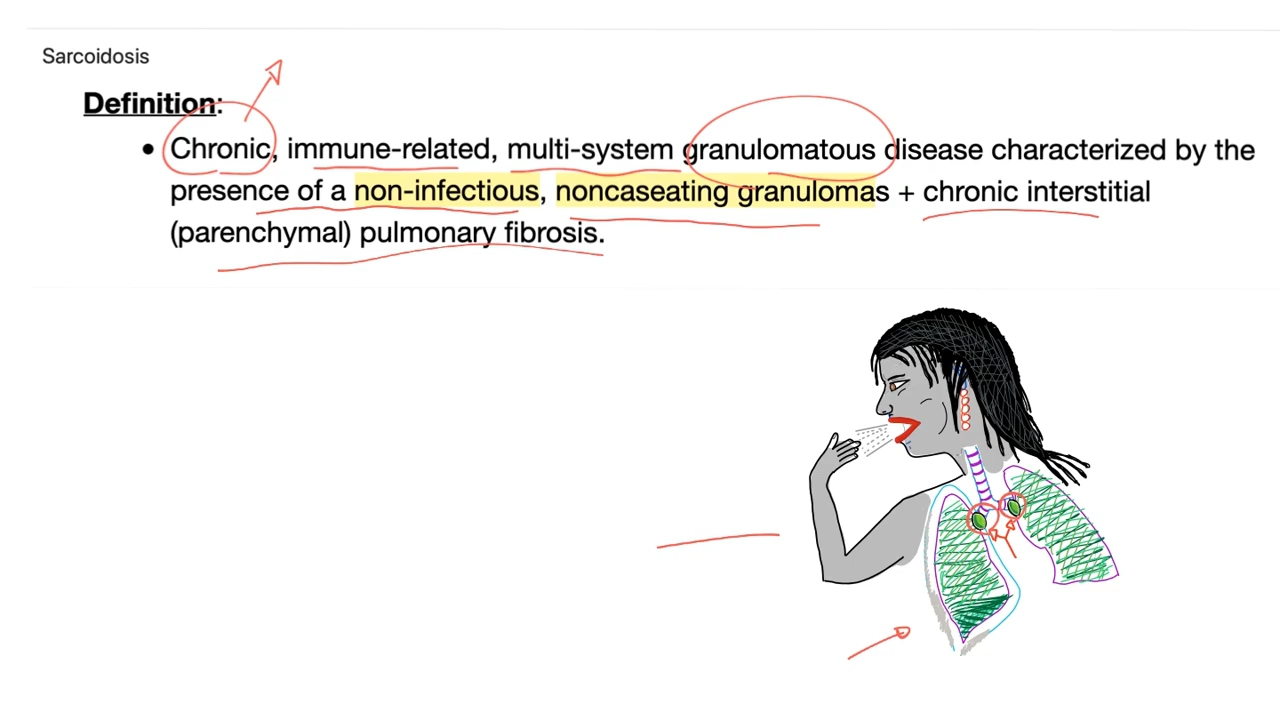 Sarcoidosis
Definition:
• Chronic, immune-related, multi-system granulomatous disease characterized by the
presence of a non-infectious, noncaseating granulomas + chronic interstitial
(parenchymal) pulmonary fibrosis.